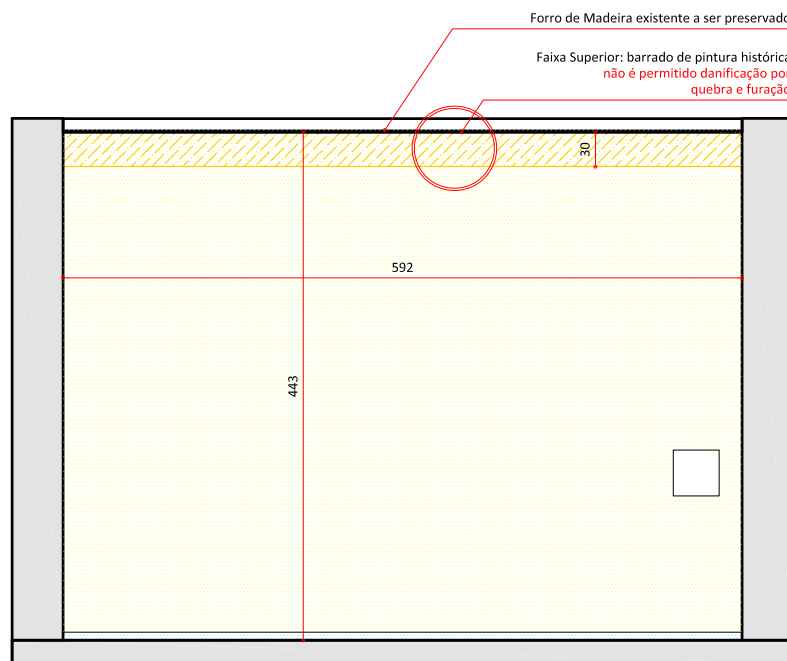 Forro de Madeira existente a ser preservado
Faixa Superior: barrado de pintura histórica
não é permitido danificação por
quebra e furação
30
592
443